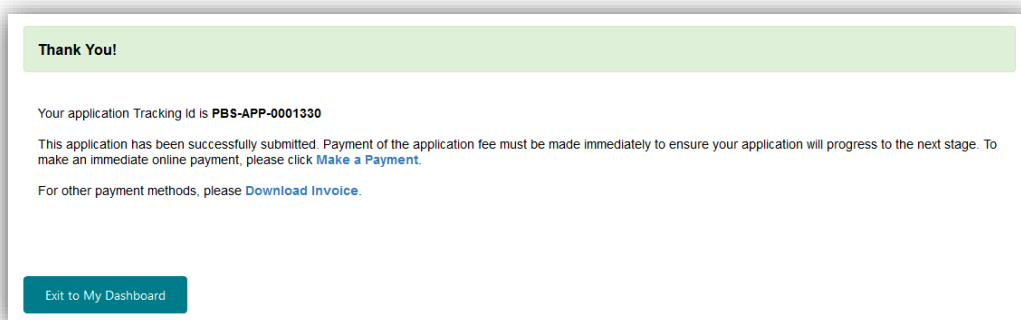 Thank You!
Your application Tracking Id is PBS-APP-0001330
This application has been successfully submitted. Payment of the application fee must be made immediately to ensure your application will progress to the next stage. To
make an immediate online payment, please click Make a Payment.
For other payment methods, please Download Invoice.
Exit to My Dashboard